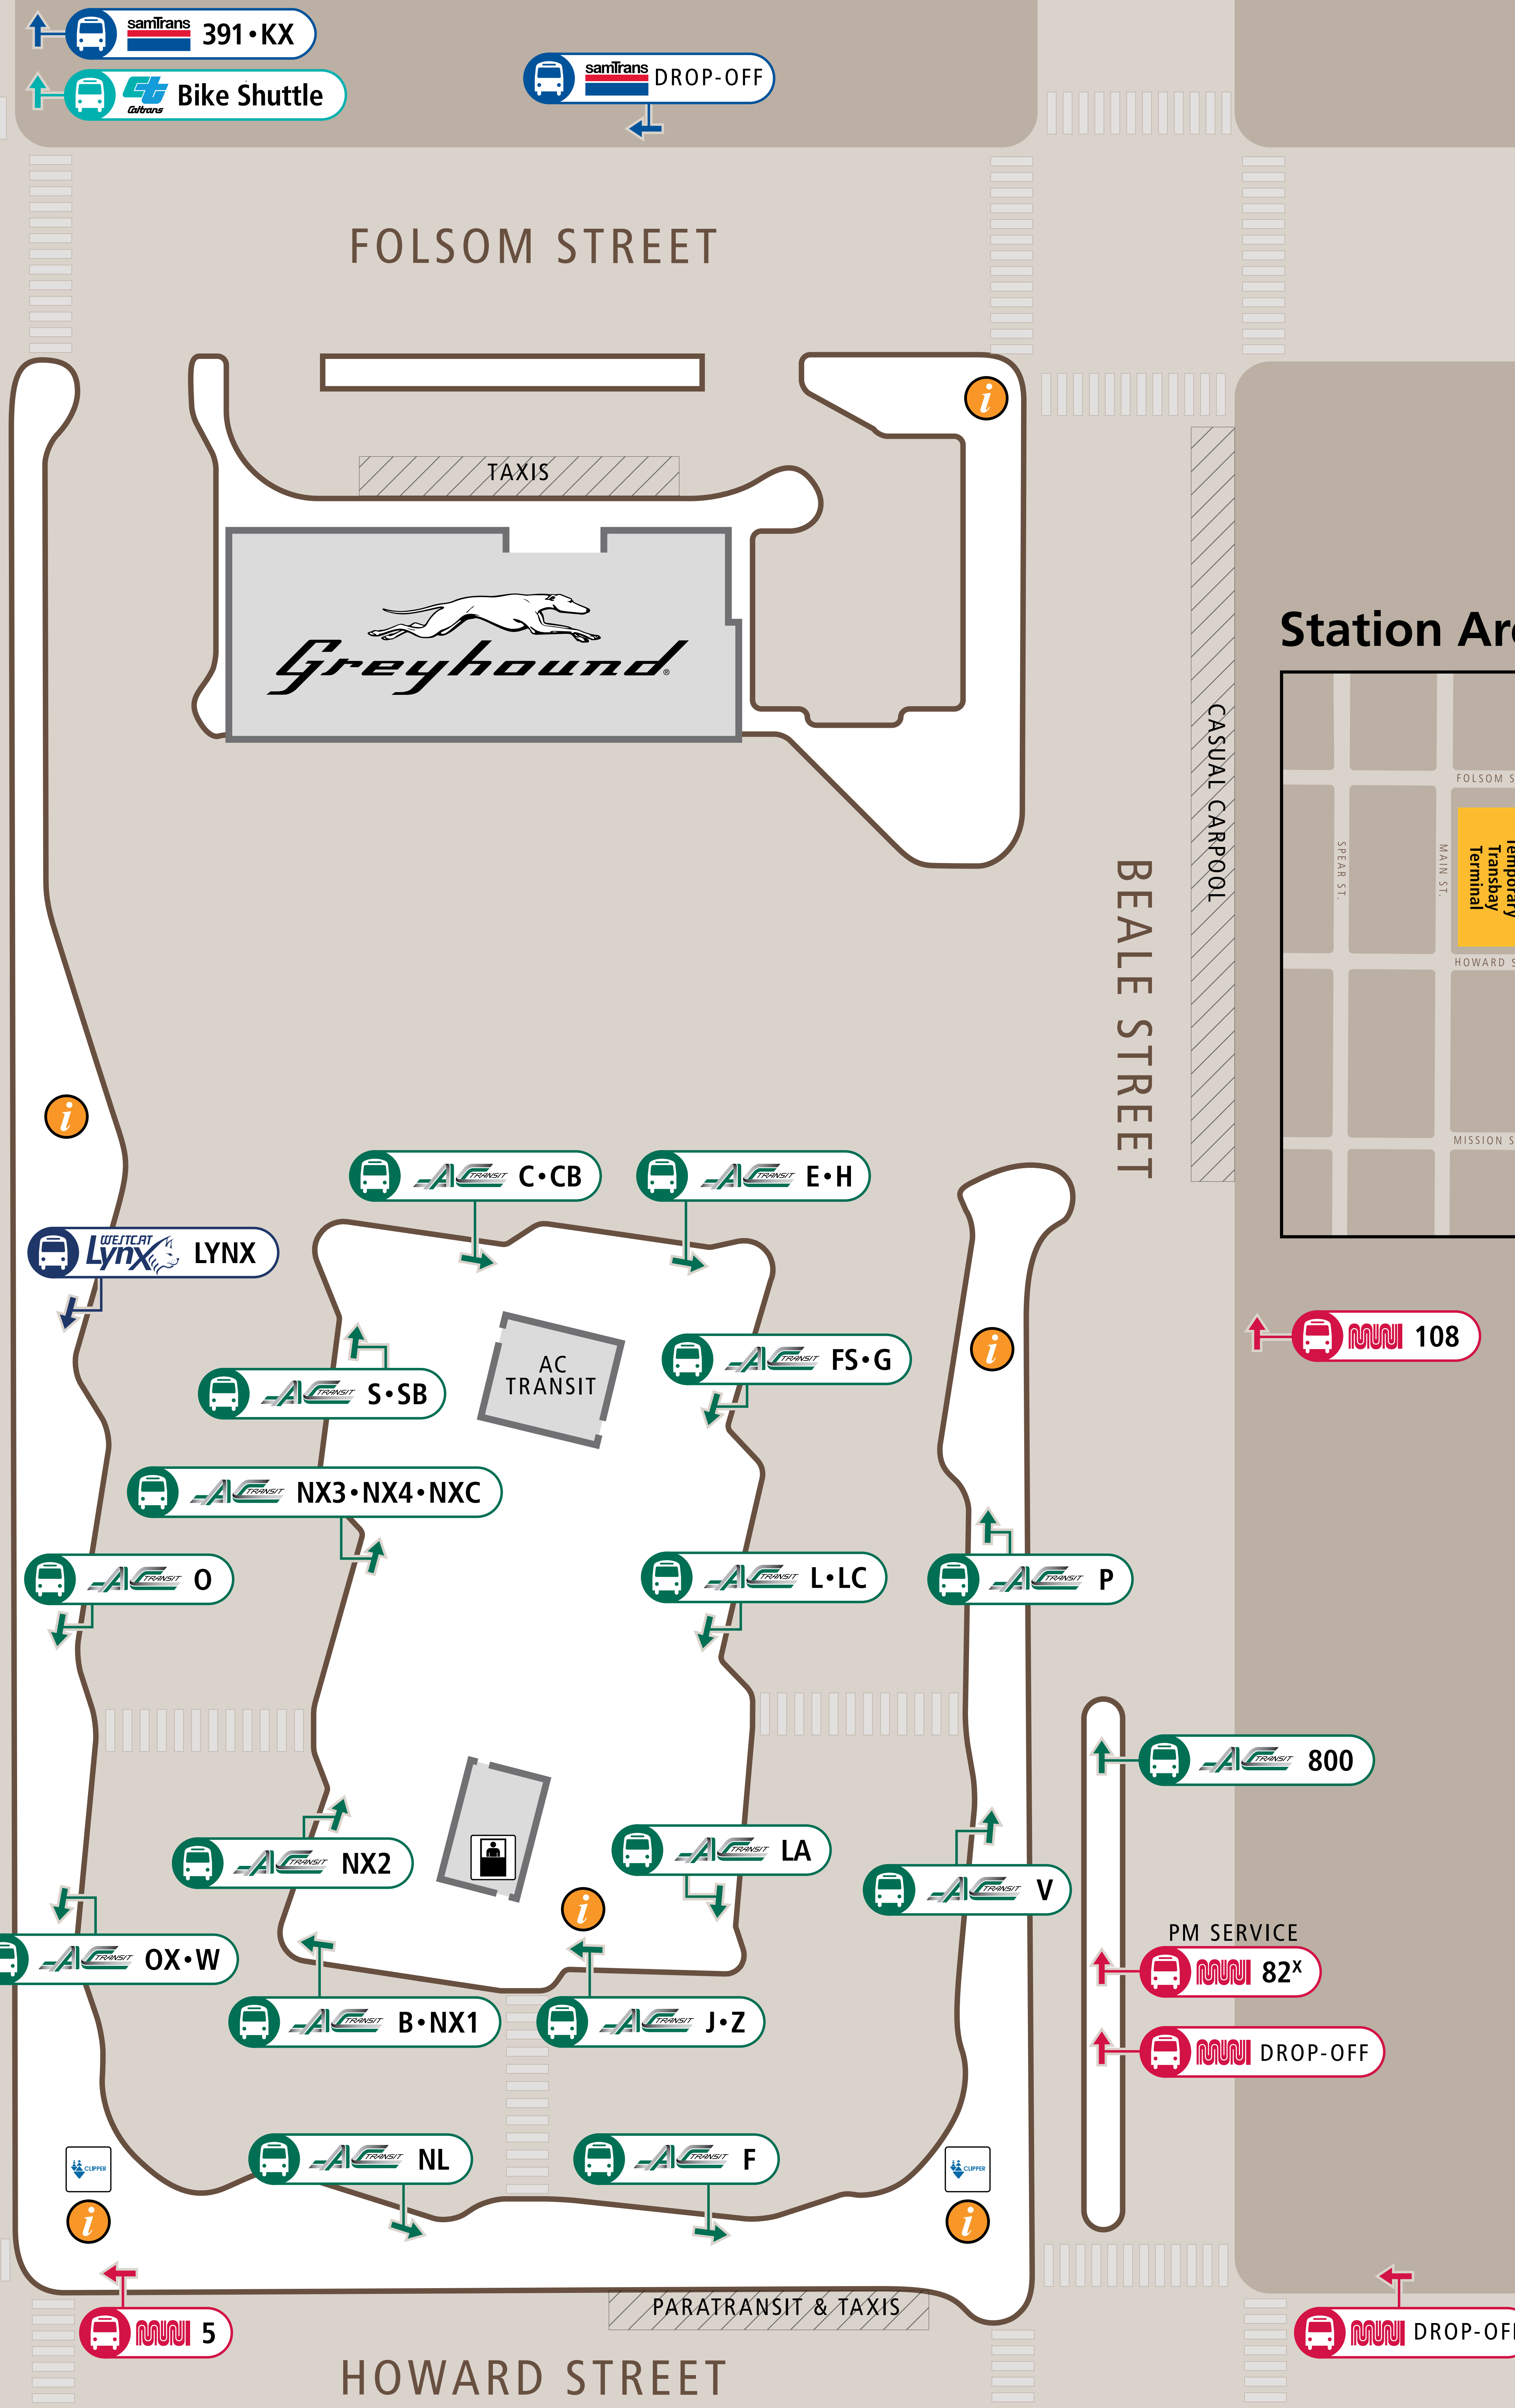 samTrans 391•KX
Caltrans Bike Shuttle
samTrans DROP-OFF
FOLSOM STREET
TAXIS
Greyhound®
CASUAL CARPOOL
BEALE STREET
Station Are
FOLSOM S
SPEAR ST.
MAIN ST.
Temporary
Transbay
Terminal
HOWARD S
MISSION S
AC TRANSIT C•CB
AC TRANSIT E•H
WESTCAT Lynx LYNX
MUNI 108
AC
TRANSIT
AC TRANSIT FS•G
AC TRANSIT S•SB
AC TRANSIT NX3•NX4•NXC
AC TRANSIT O
AC TRANSIT L•LC
AC TRANSIT P
AC TRANSIT 800
AC TRANSIT NX2
AC TRANSIT LA
AC TRANSIT V
PM SERVICE
AC TRANSIT OX•W
MUNI 82X
AC TRANSIT B•NX1
AC TRANSIT J•Z
MUNI DROP-OFF
AC TRANSIT NL
AC TRANSIT F
CLIPPER
CLIPPER
i
i
i
i
i
i
PARATRANSIT & TAXIS
MUNI 5
MUNI DROP-OFF
HOWARD STREET